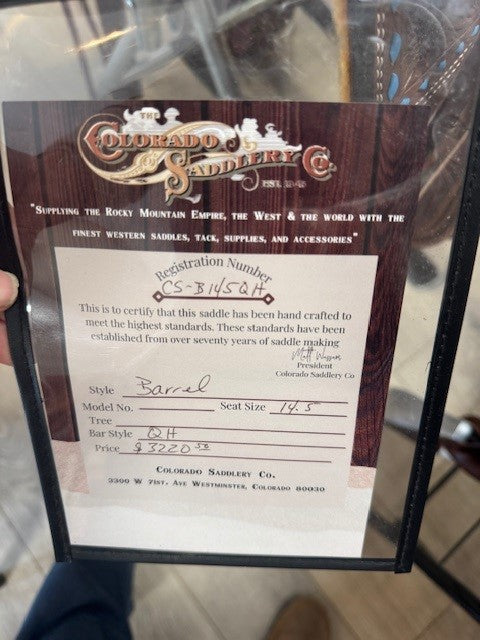 THE
COLORADO
SADDLERY CO.
"SUPPLYING THE ROCKY MOUNTAIN EMPIRE, THE WEST & THE WORLD WITH THE
FINEST WESTERN SADDLES, TACK, SUPPLIES, AND ACCESSORIES"
Registration Number
CS-B145QH
This is to certify that this saddle has been hand crafted to
meet the highest standards. These standards have been
established from over seventy years of saddle making
President
Colorado Saddlery Co
Style Barrel
Model No. Seat Size 14.5
Tree
Bar Style QH
Price $3220.50
COLORADO SADDLERY CO.
3300 W 71ST. AVE WESTMINSTER, COLORADO 80030